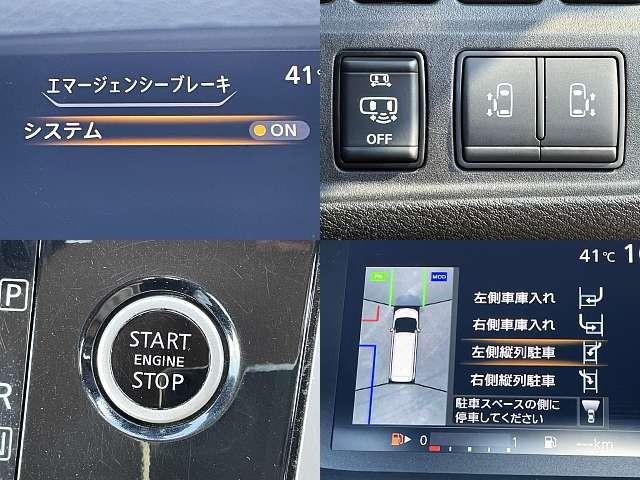 エマージェンシーブレーキ
41°
システム
ON
OFF
P
R
N
START
ENGINE
STOP
41℃
MOD
左側車庫入れ
右側車庫入れ
左側縦列駐車
右側縦列駐車
駐車スペースの側に
停車してください
0
1
---km